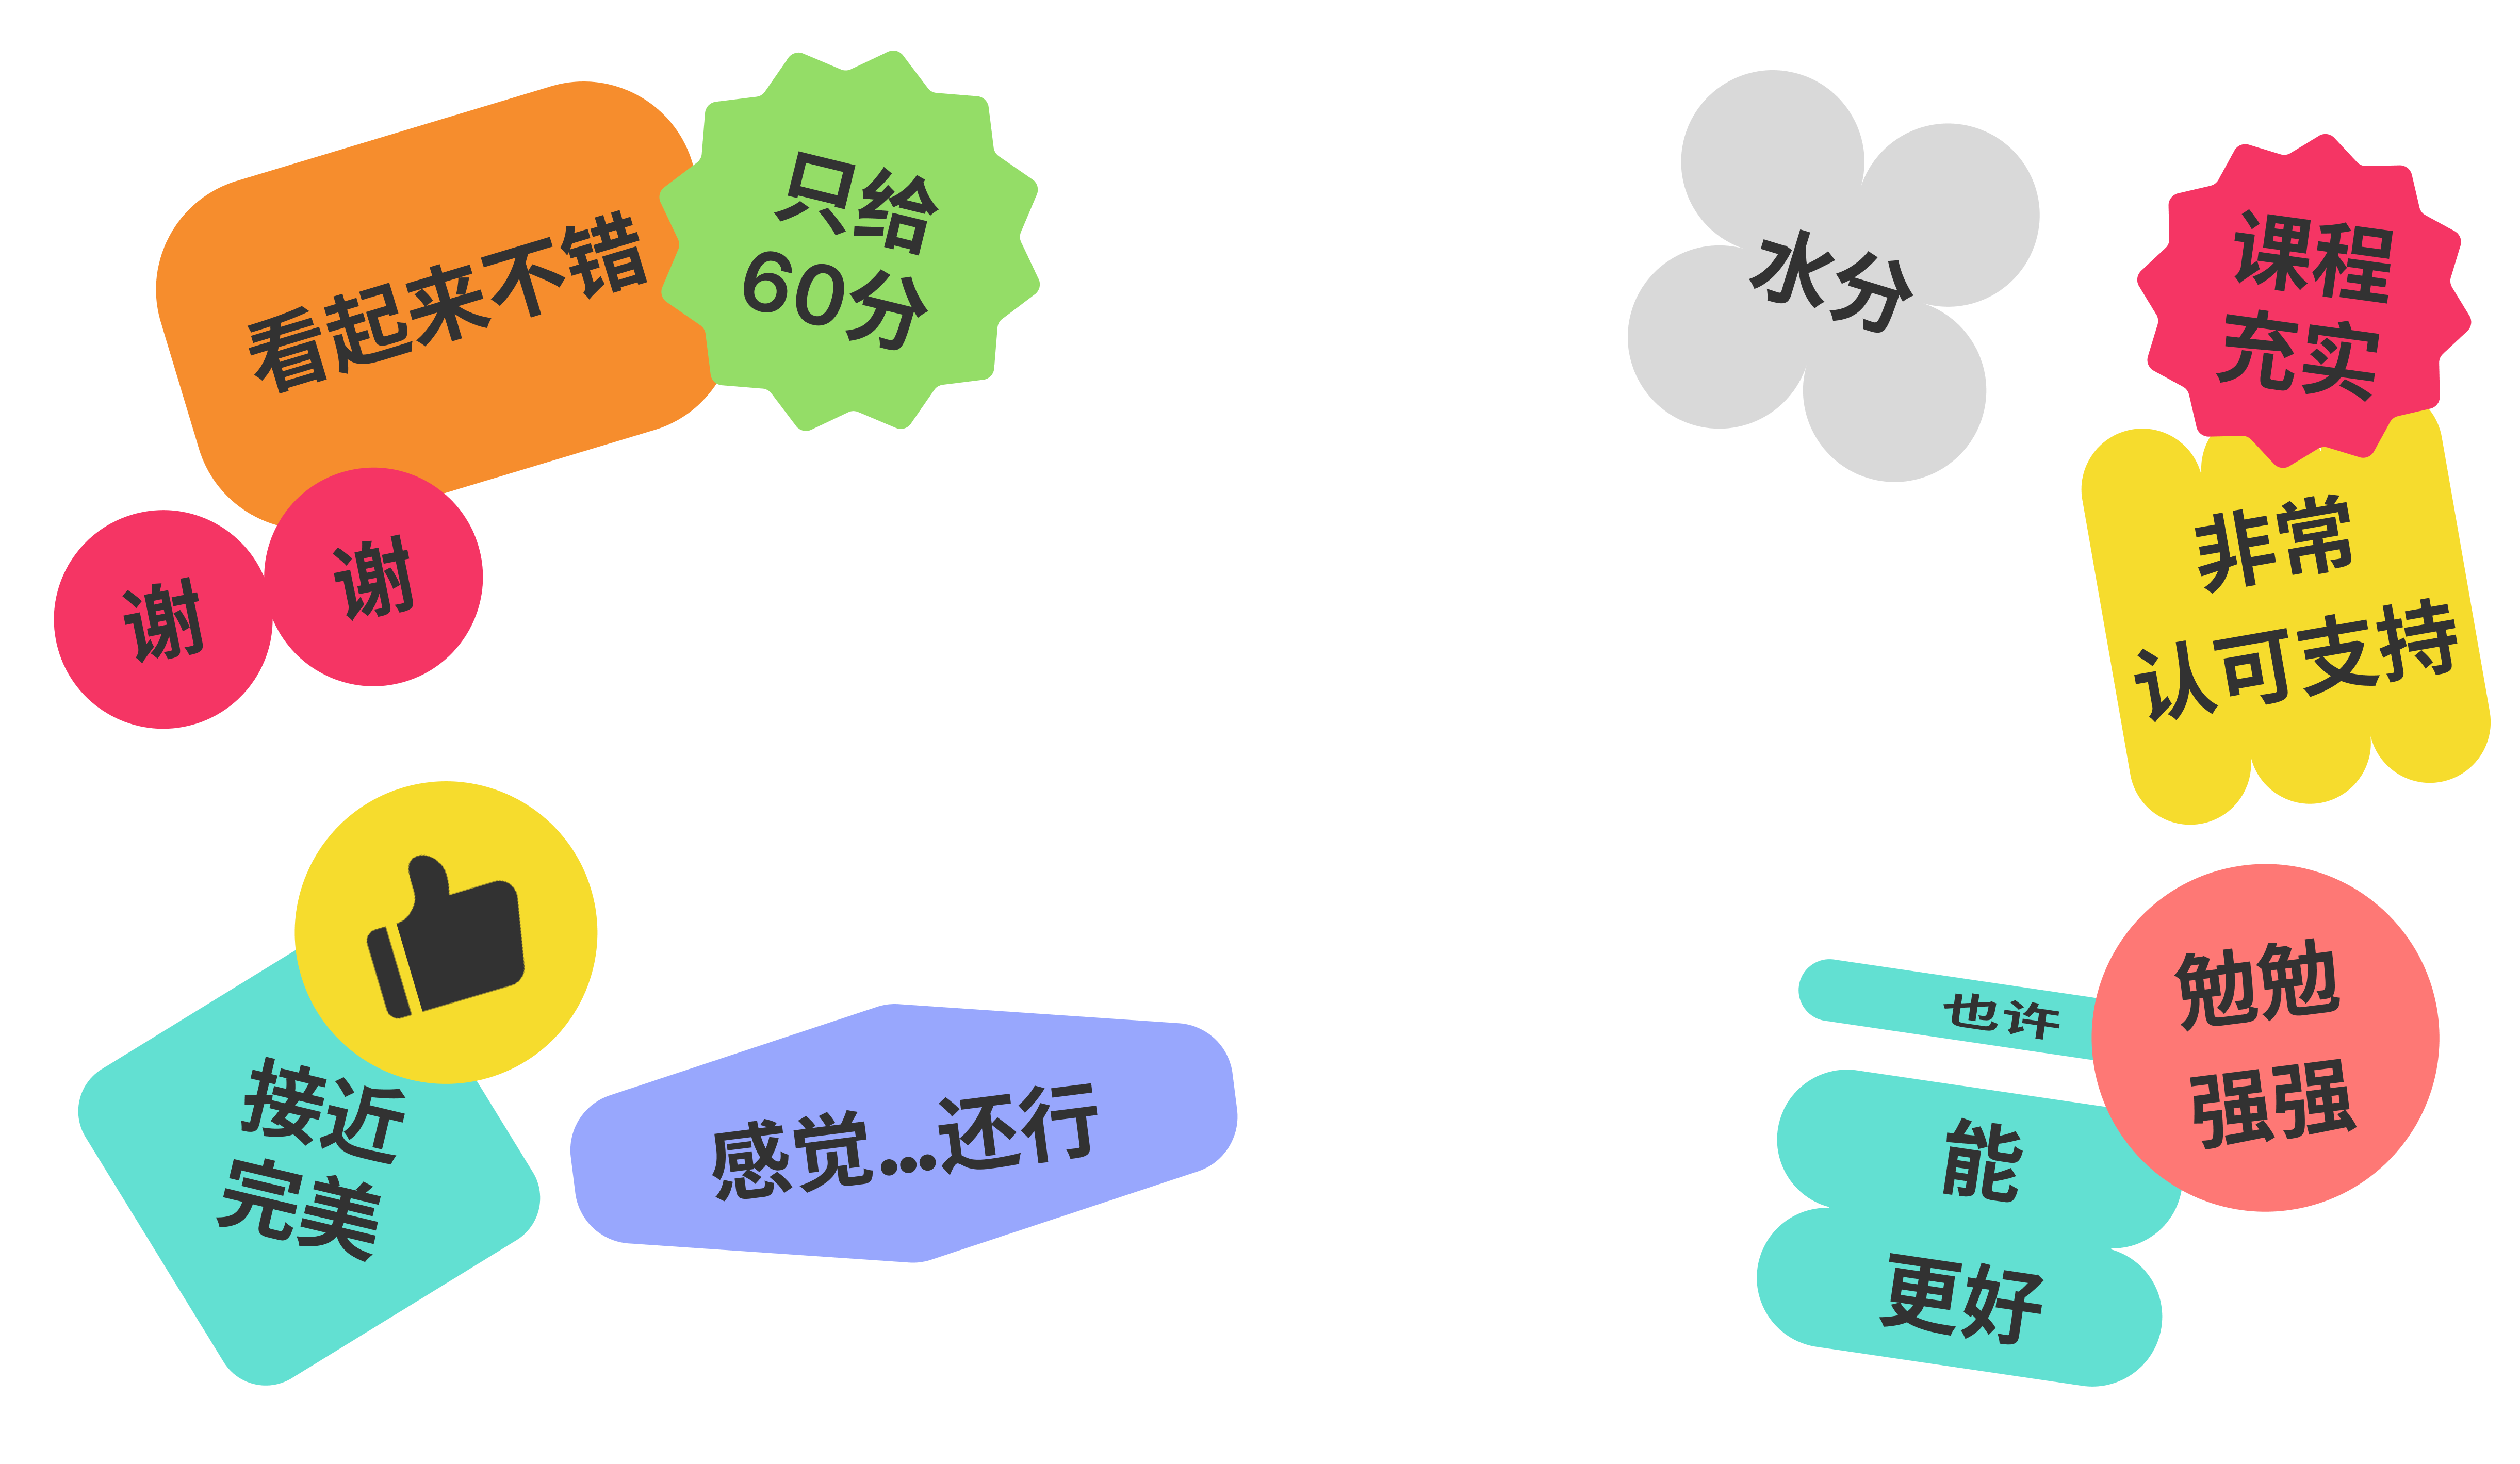 看起来不错
只给
60分
谢
谢
水分
课程
充实
非常
认可支持
接近
完美
感觉...还行
也许
能
更好
勉勉
强强